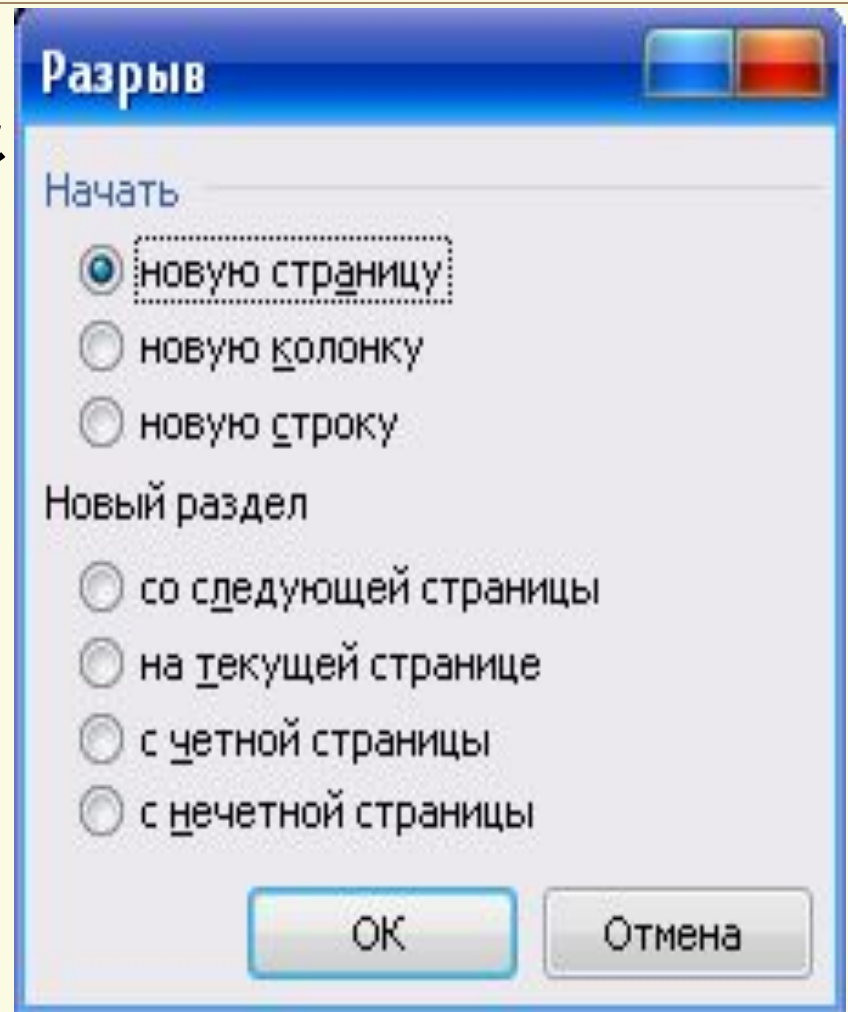 Разрыв
Начать
новую страницу
новую колонку
новую строку
Новый раздел
со следующей страницы
на текущей странице
с четной страницы
с нечетной страницы
ОК
Отмена